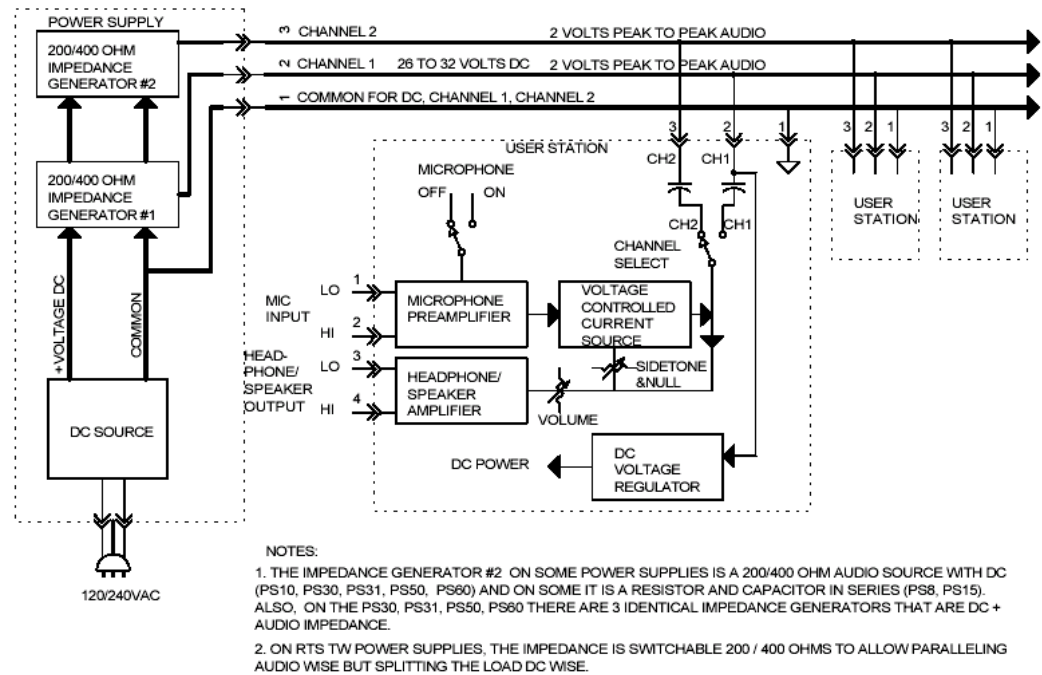 POWER SUPPLY
200/400 OHM
IMPEDANCE
GENERATOR #2
3 CHANNEL 2
2 VOLTS PEAK TO PEAK AUDIO
2 CHANNEL 1 26 TO 32 VOLTS DC 2 VOLTS PEAK TO PEAK AUDIO
1 COMMON FOR DC, CHANNEL 1, CHANNEL 2
200/400 OHM
IMPEDANCE
GENERATOR #1
+VOLTAGE DC
COMMON
DC SOURCE
120/240VAC
USER STATION
3 2 1
CH2 CH1
CH2 CH1
MICROPHONE
OFF ON
CHANNEL
SELECT
MIC
INPUT
LO 1
HI 2
MICROPHONE
PREAMPLIFIER
VOLTAGE
CONTROLLED
CURRENT
SOURCE
HEAD-
PHONE/
SPEAKER
OUTPUT
LO 3
HI 4
HEADPHONE/
SPEAKER
AMPLIFIER
SIDETONE
&NULL
VOLUME
DC POWER
DC
VOLTAGE
REGULATOR
3 2 1
USER
STATION
3 2 1
USER
STATION
NOTES:
1. THE IMPEDANCE GENERATOR #2 ON SOME POWER SUPPLIES IS A 200/400 OHM AUDIO SOURCE WITH DC
(PS10, PS30, PS31, PS50, PS60) AND ON SOME IT IS A RESISTOR AND CAPACITOR IN SERIES (PS8, PS15).
ALSO, ON THE PS30, PS31, PS50, PS60 THERE ARE 3 IDENTICAL IMPEDANCE GENERATORS THAT ARE DC +
AUDIO IMPEDANCE.
2. ON RTS TW POWER SUPPLIES, THE IMPEDANCE IS SWITCHABLE 200 / 400 OHMS TO ALLOW PARALLELING
AUDIO WISE BUT SPLITTING THE LOAD DC WISE.